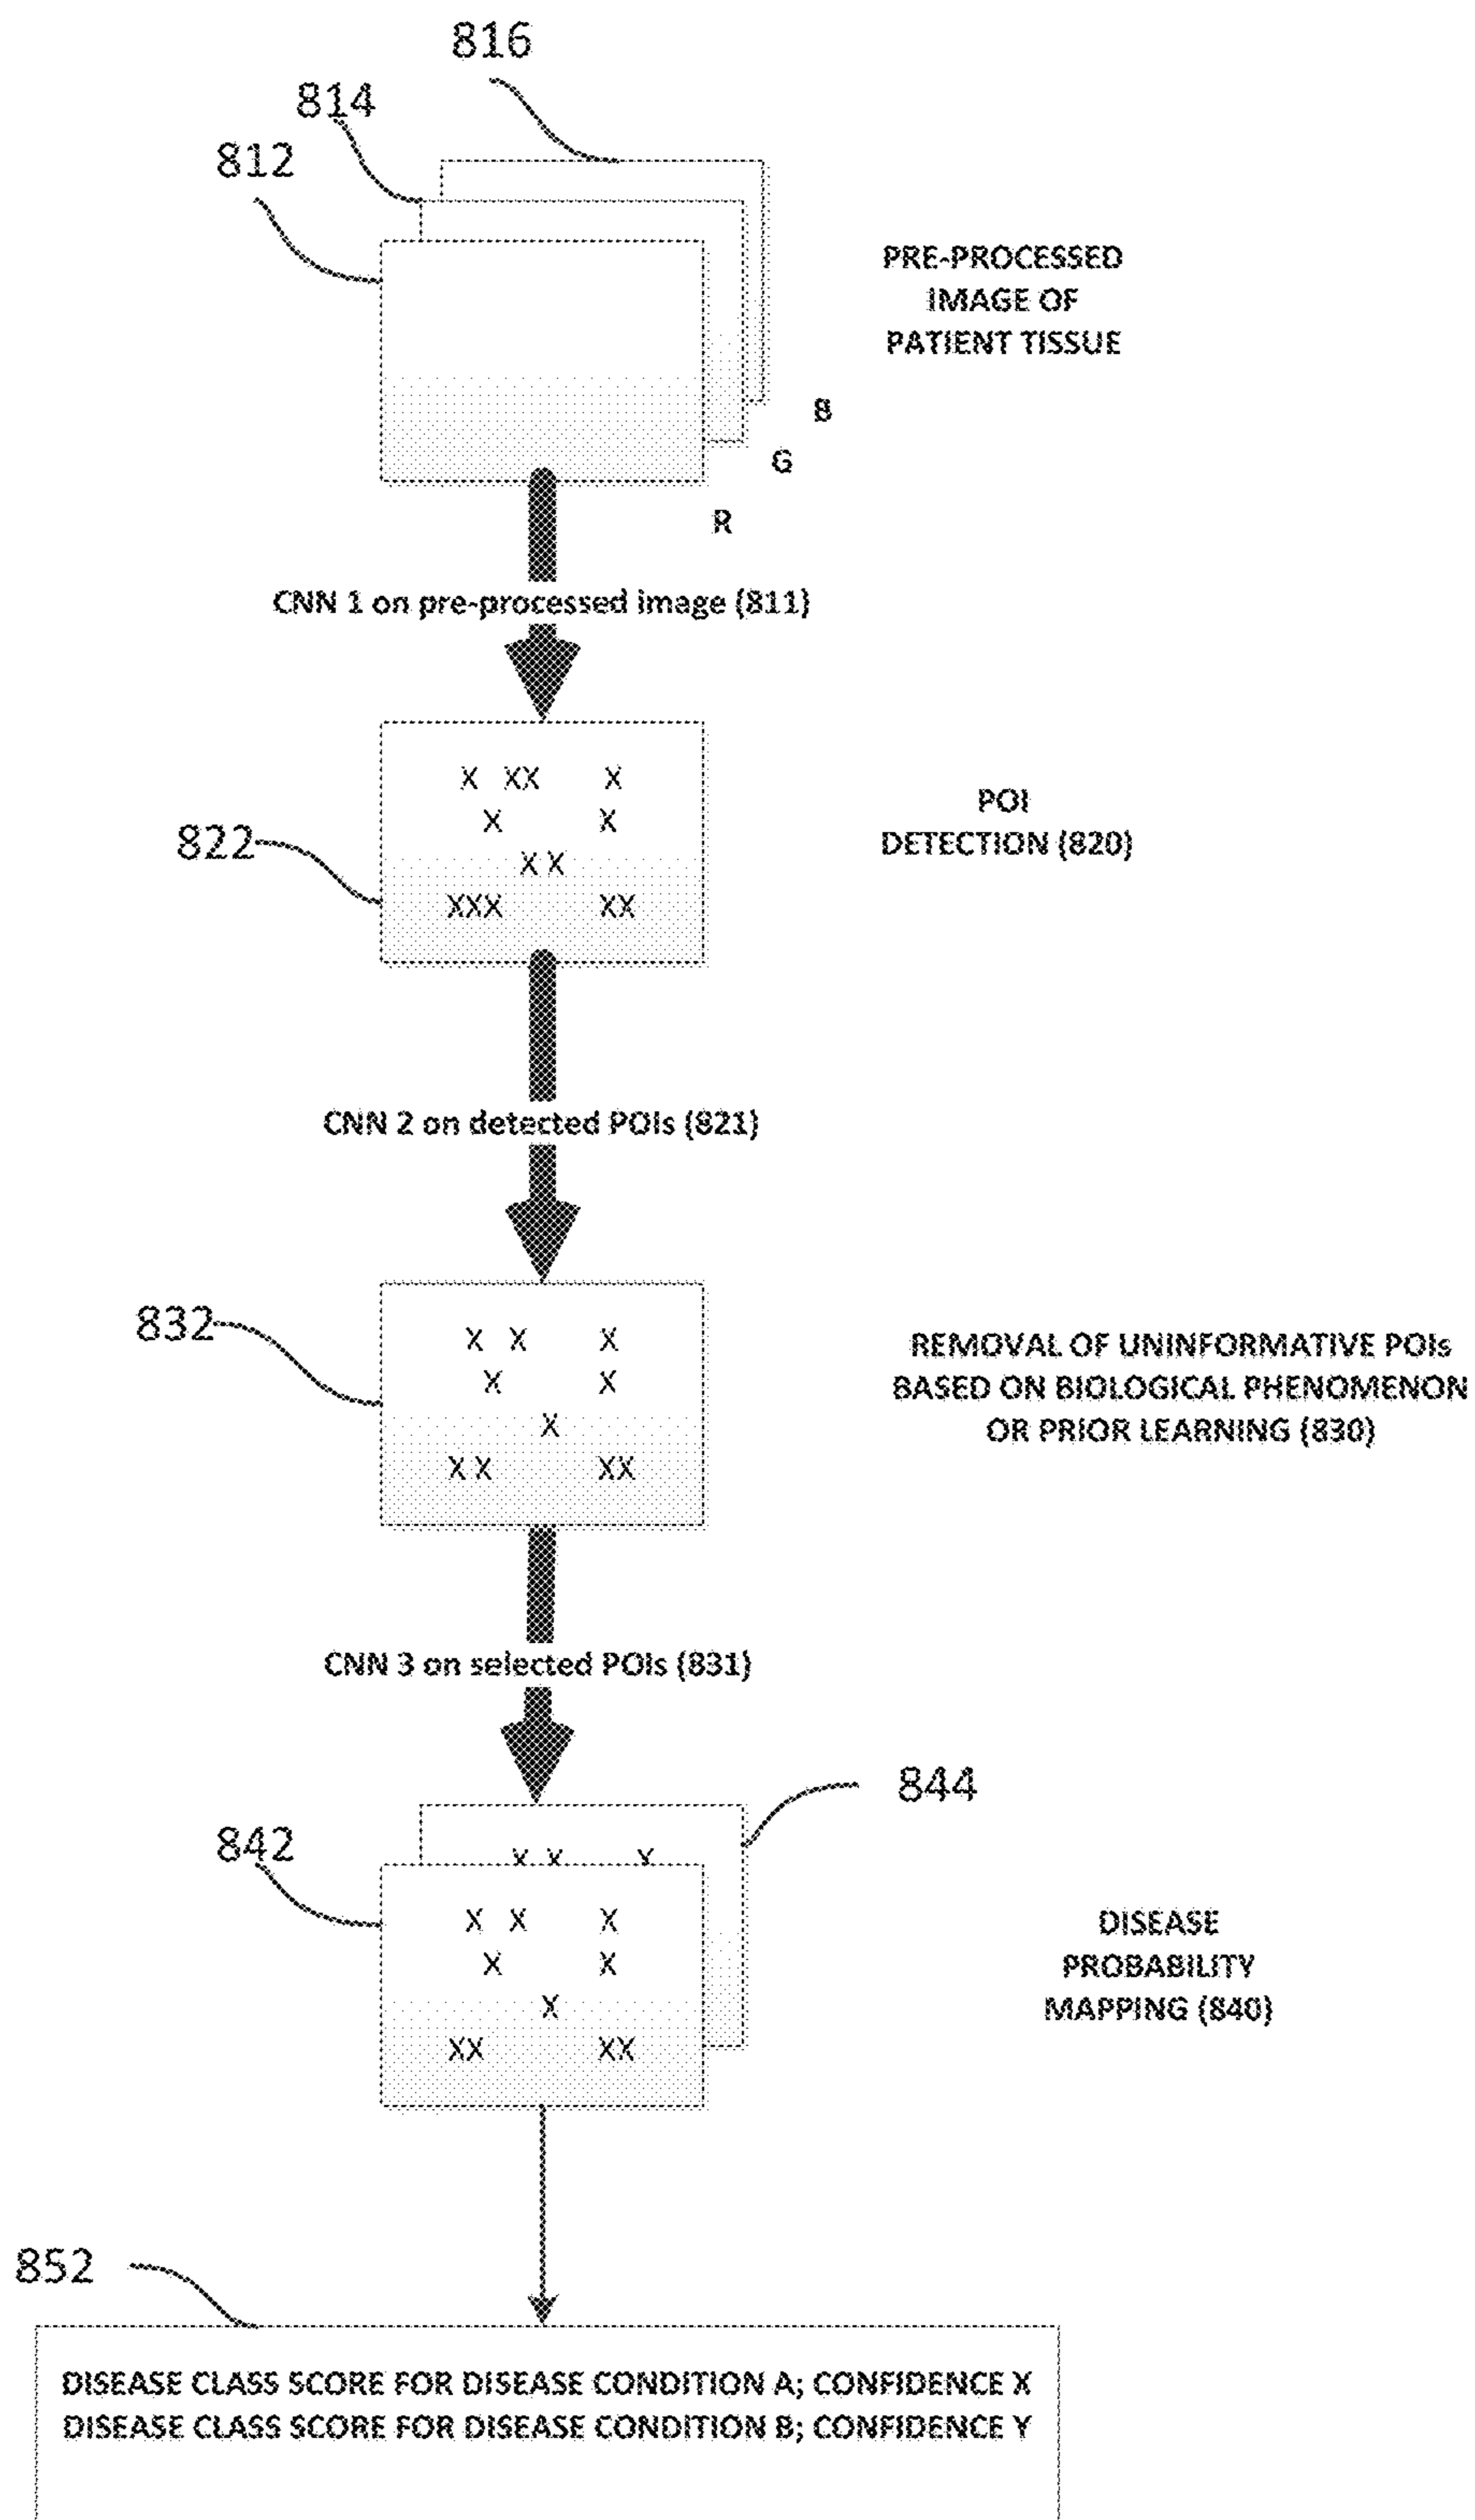 816
814
812
PRE-PROCESSED
IMAGE OF
PATIENT TISSUE
B
G
R
CNN 1 on pre-processed image (811)
X XX X
X X
X X
XXX XX
822
POI
DETECTION (820)
CNN 2 on detected POIs (821)
832
X X X
X X
X
X X XX
REMOVAL OF UNINFORMATIVE POIs
BASED ON BIOLOGICAL PHENOMENON
OR PRIOR LEARNING (830)
CNN 3 on selected POIs (831)
844
842
X X X
X X X
X X
X
XX XX
DISEASE
PROBABILITY
MAPPING (840)
852
DISEASE CLASS SCORE FOR DISEASE CONDITION A; CONFIDENCE X
DISEASE CLASS SCORE FOR DISEASE CONDITION B; CONFIDENCE Y